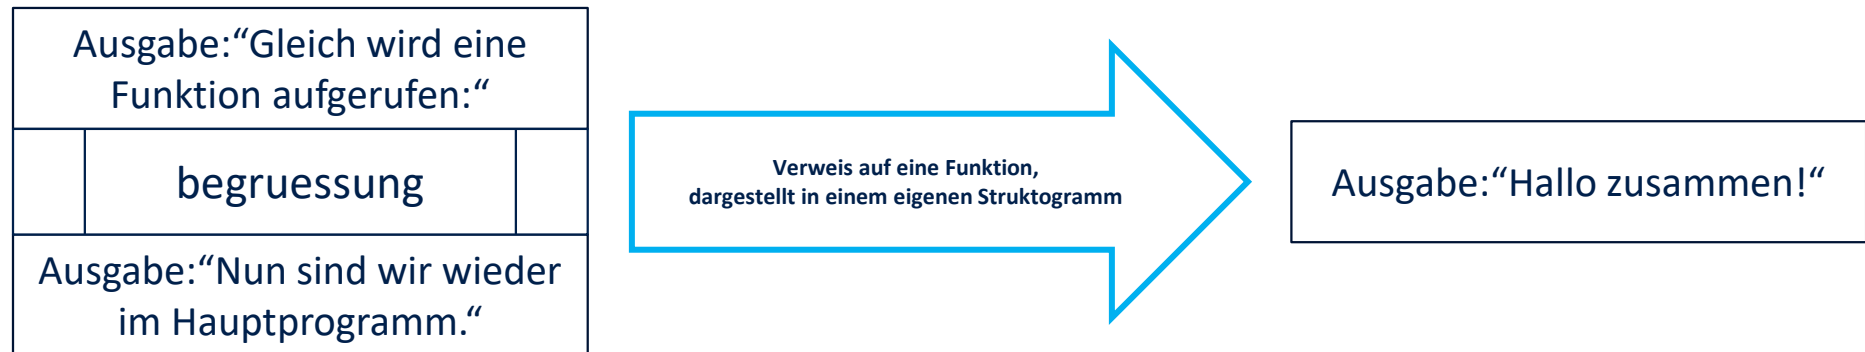 Ausgabe:“Gleich wird eine
Funktion aufgerufen:“
begruessung
Ausgabe:“Nun sind wir wieder
im Hauptprogramm.“
Verweis auf eine Funktion,
dargestellt in einem eigenen Struktogramm
Ausgabe:“Hallo zusammen!“